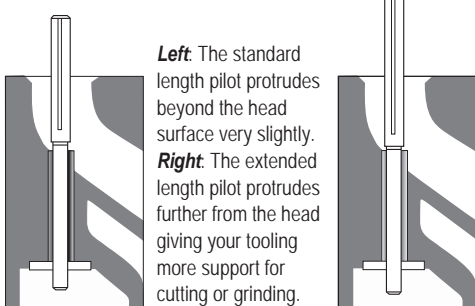 Left: The standard
length pilot protrudes
beyond the head
surface very slightly.
Right: The extended
length pilot protrudes
further from the head
giving your tooling
more support for
cutting or grinding.